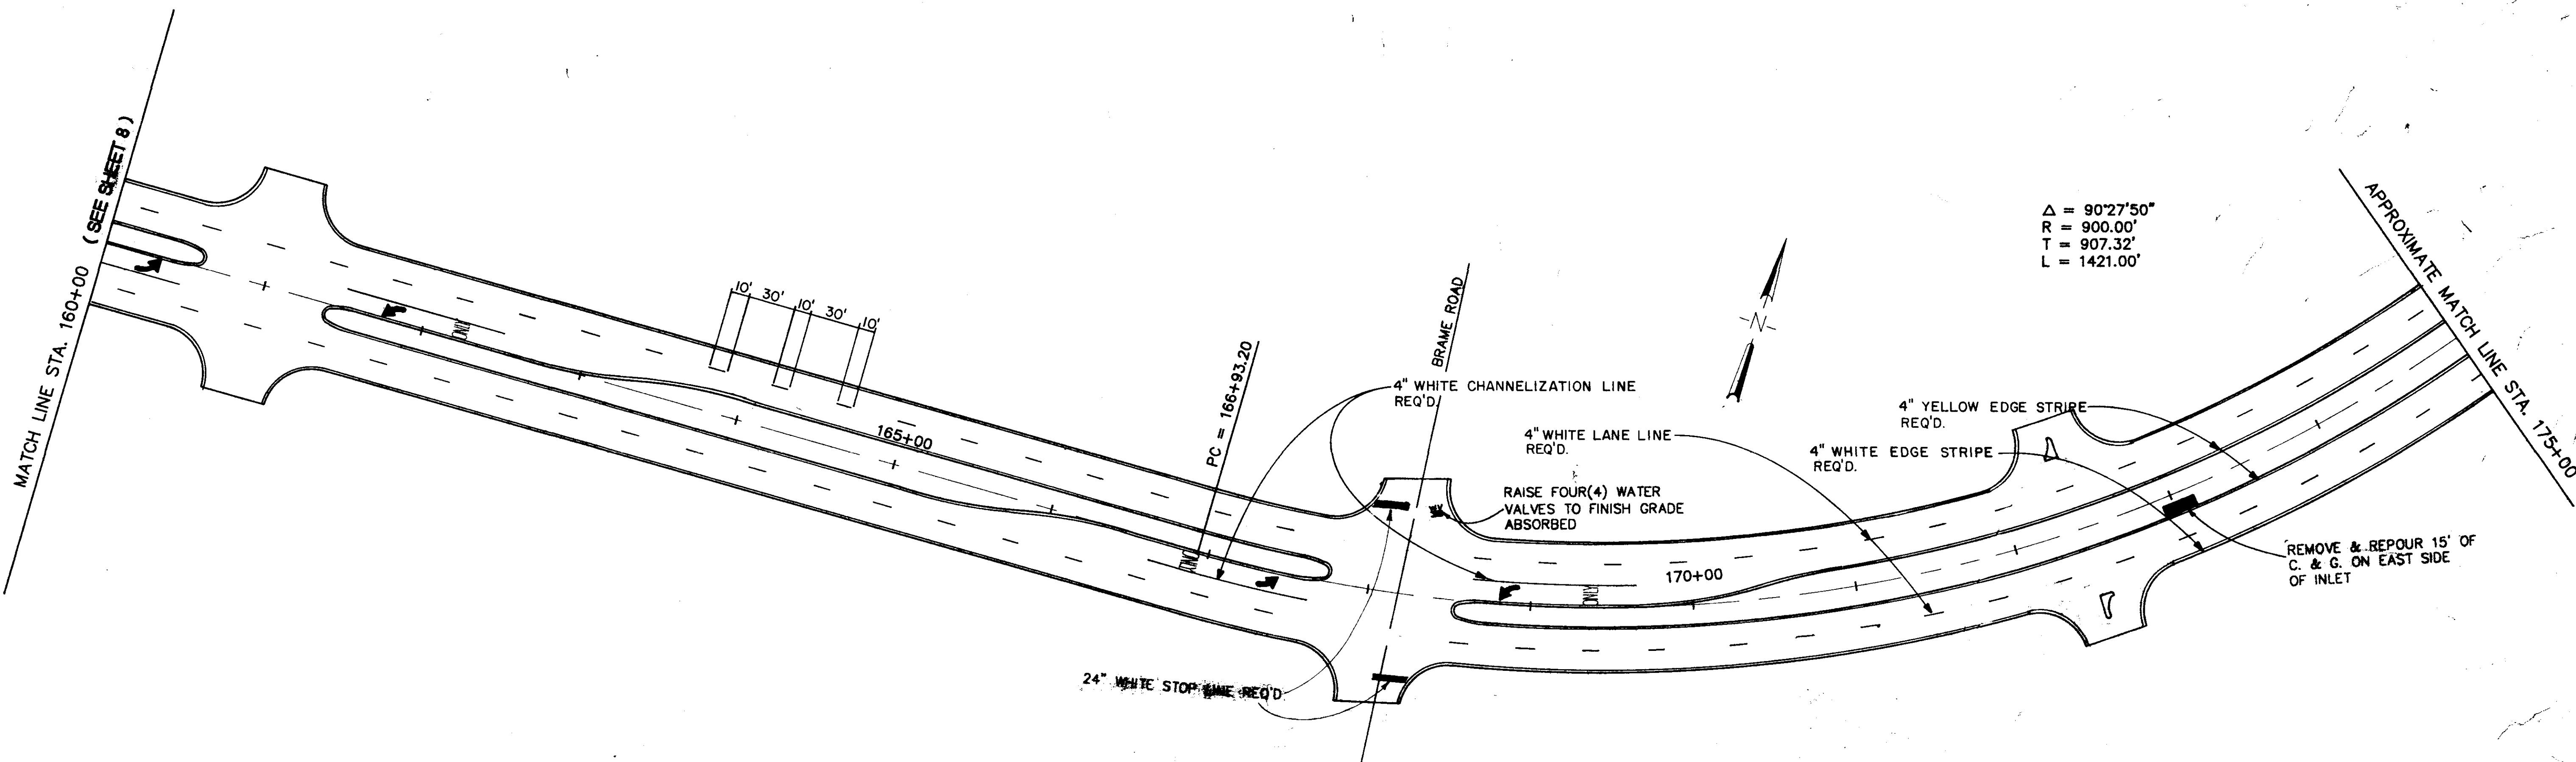 MATCH LINE STA. 160+00 (SEE SHEET 8)
ONLY
10' 30' 10' 30' 10'
165+00
PC = 166+93.20
ONLY
BRAME ROAD
4" WHITE CHANNELIZATION LINE
REQ'D.
N
4" WHITE LANE LINE
REQ'D.
RAISE FOUR(4) WATER
VALVES TO FINISH GRADE
ABSORBED
24" WHITE STOP LINE REQ'D
ONLY
170+00
4" YELLOW EDGE STRIPE
REQ'D.
4" WHITE EDGE STRIPE
REQ'D.
Δ = 90°27'50"
R = 900.00'
T = 907.32'
L = 1421.00'
REMOVE & REPOUR 15' OF
C. & G. ON EAST SIDE
OF INLET
APPROXIMATE MATCH LINE STA. 175+00